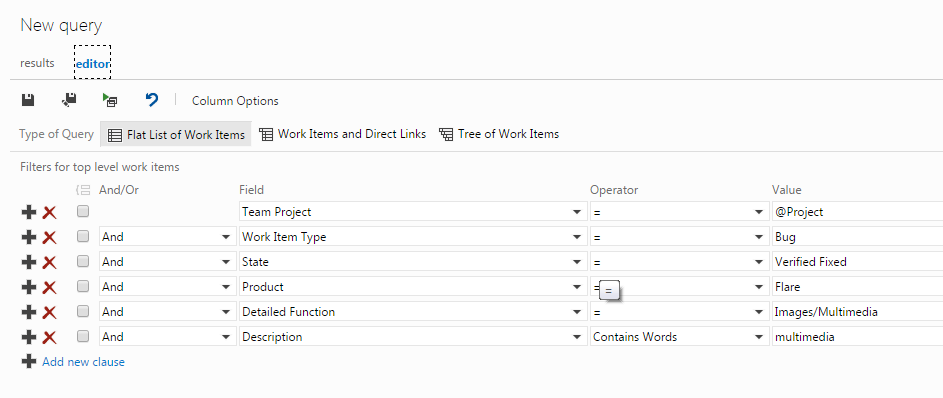 New query
results editor
Column Options
Type of Query Flat List of Work Items Work Items and Direct Links Tree of Work Items
Filters for top level work items
And/Or Field Operator Value
Team Project = @Project
And Work Item Type = Bug
And State = Verified Fixed
And Product = = Flare
And Detailed Function = Images/Multimedia
And Description Contains Words multimedia
Add new clause